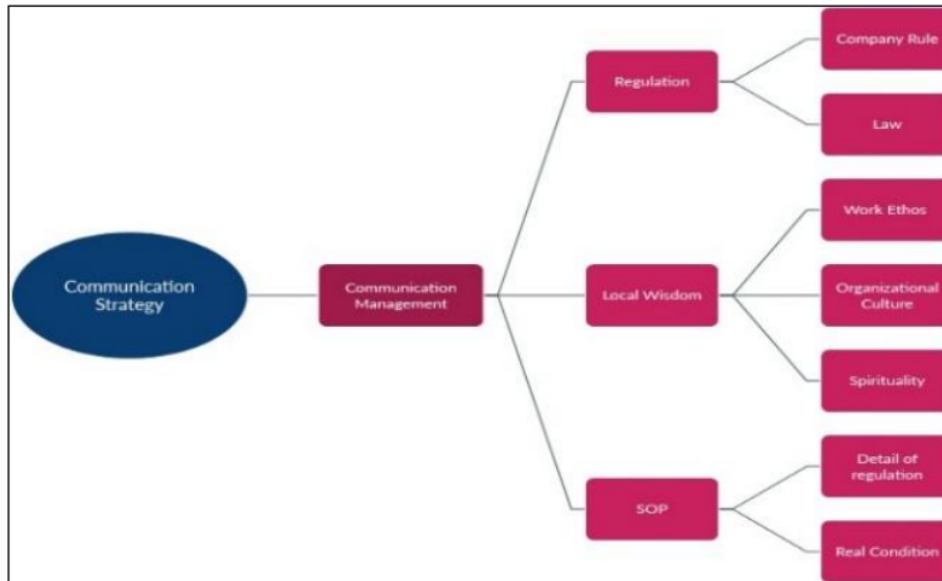 Communication
Strategy
Communication
Management
Regulation
Company Rule
Law
Local Wisdom
Work Ethos
Organizational
Culture
Spirituality
SOP
Detail of
regulation
Real Condition